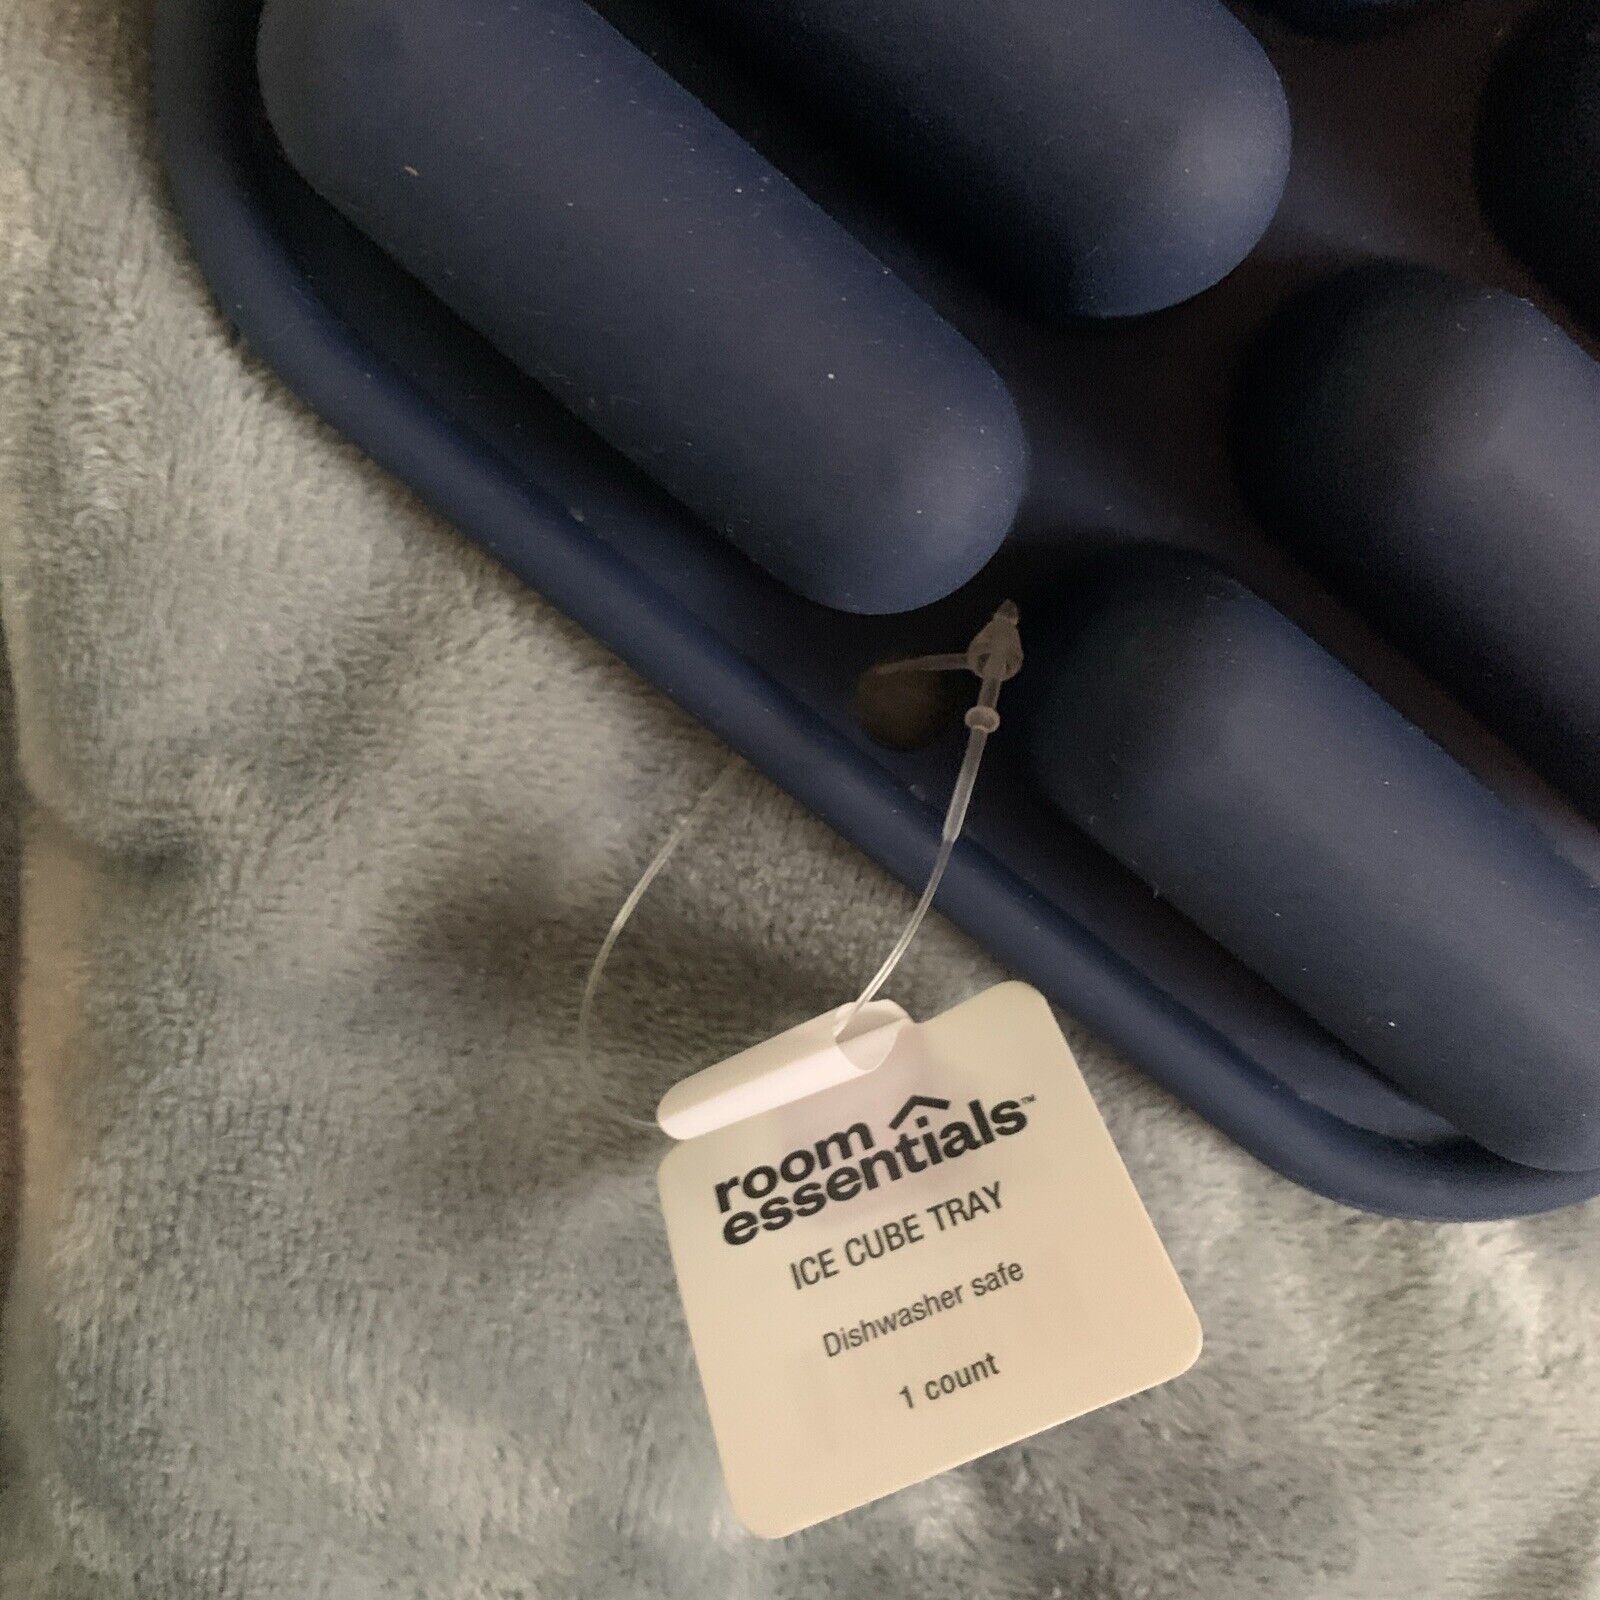 room
essentials™
ICE CUBE TRAY
Dishwasher safe
1 count